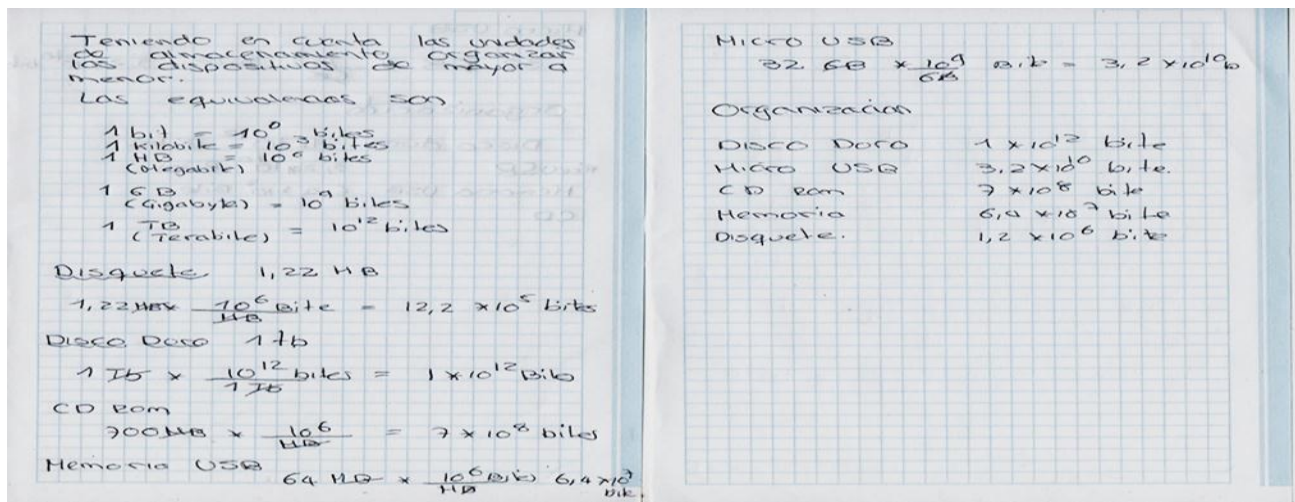 Teniendo en cuenta las unidades
de almacenamiento organizar
los dispositivos de mayor a
menor.
Las equivalencias son
1 bit = 10⁰ bites
1 Kilobite = 10³ bites
1 MB = 10⁶ bites
(Megabite)
1 GB
(Gigabyte) = 10⁹ bites
1 TB
(Terabite) = 10¹² bites
Disquete 1,22 MB
1,22 MB x 10⁶ Bite / MB = 12,2 x 10⁵ bites
Disco Duro 1 Tb
1 Tb x 10¹² bites / 1 Tb = 1 x 10¹² Bite
CD Rom
700 MB x 10⁶ / MB = 7 x 10⁸ bites
Memoria USB
64 MB x 10⁶ Bit / MB 6,4 x 10⁷
bit.
Micro USB
32 GB x 10⁹ / GB Bit = 3,2 x 10¹⁰ b
Organizacion
Disco Duro 1 x 10¹² bite
Micro USB 3,2 x 10¹⁰ bite.
CD Rom 7 x 10⁸ bite
Memoria 6,4 x 10⁷ bite
Disquete. 1,2 x 10⁶ bite